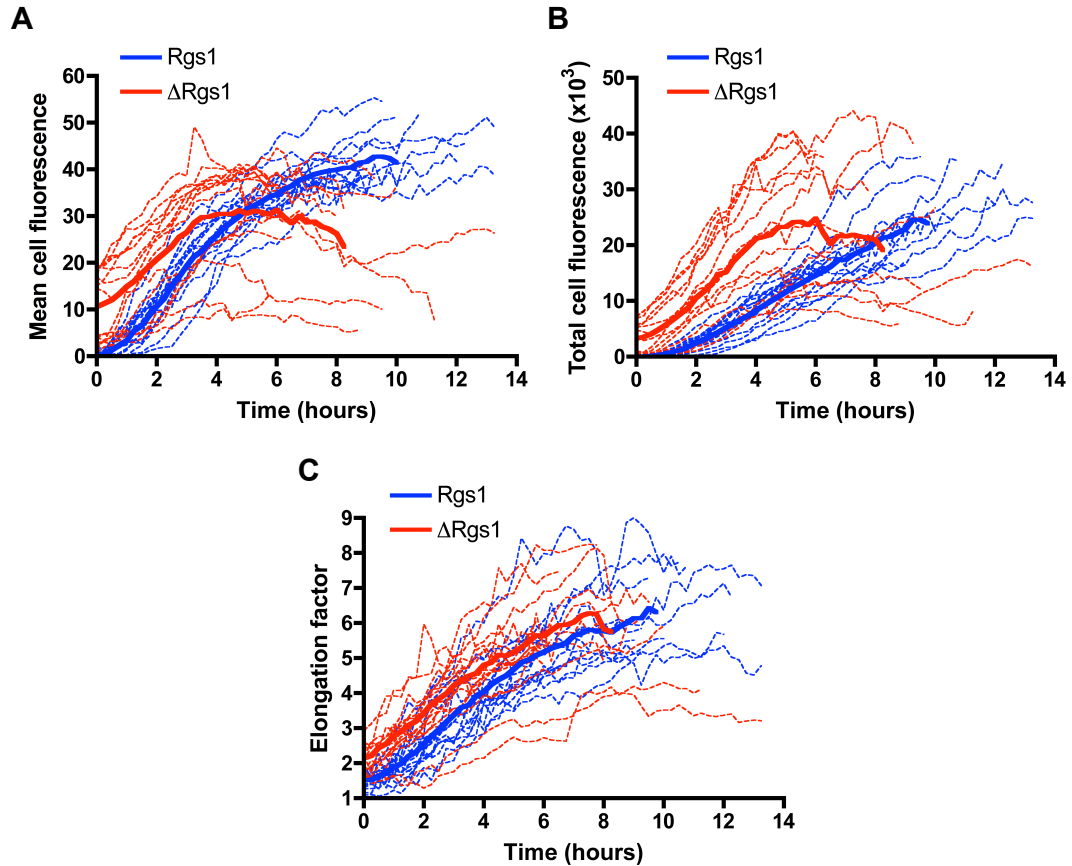 A
Rgs1
ΔRgs1
Mean cell fluorescence
60
50
40
30
20
10
0
0 2 4 6 8 10 12 14
Time (hours)
B
Rgs1
ΔRgs1
Total cell fluorescence (x10³)
50
40
30
20
10
0
0 2 4 6 8 10 12 14
Time (hours)
C
Rgs1
ΔRgs1
Elongation factor
9
8
7
6
5
4
3
2
1
0 2 4 6 8 10 12 14
Time (hours)